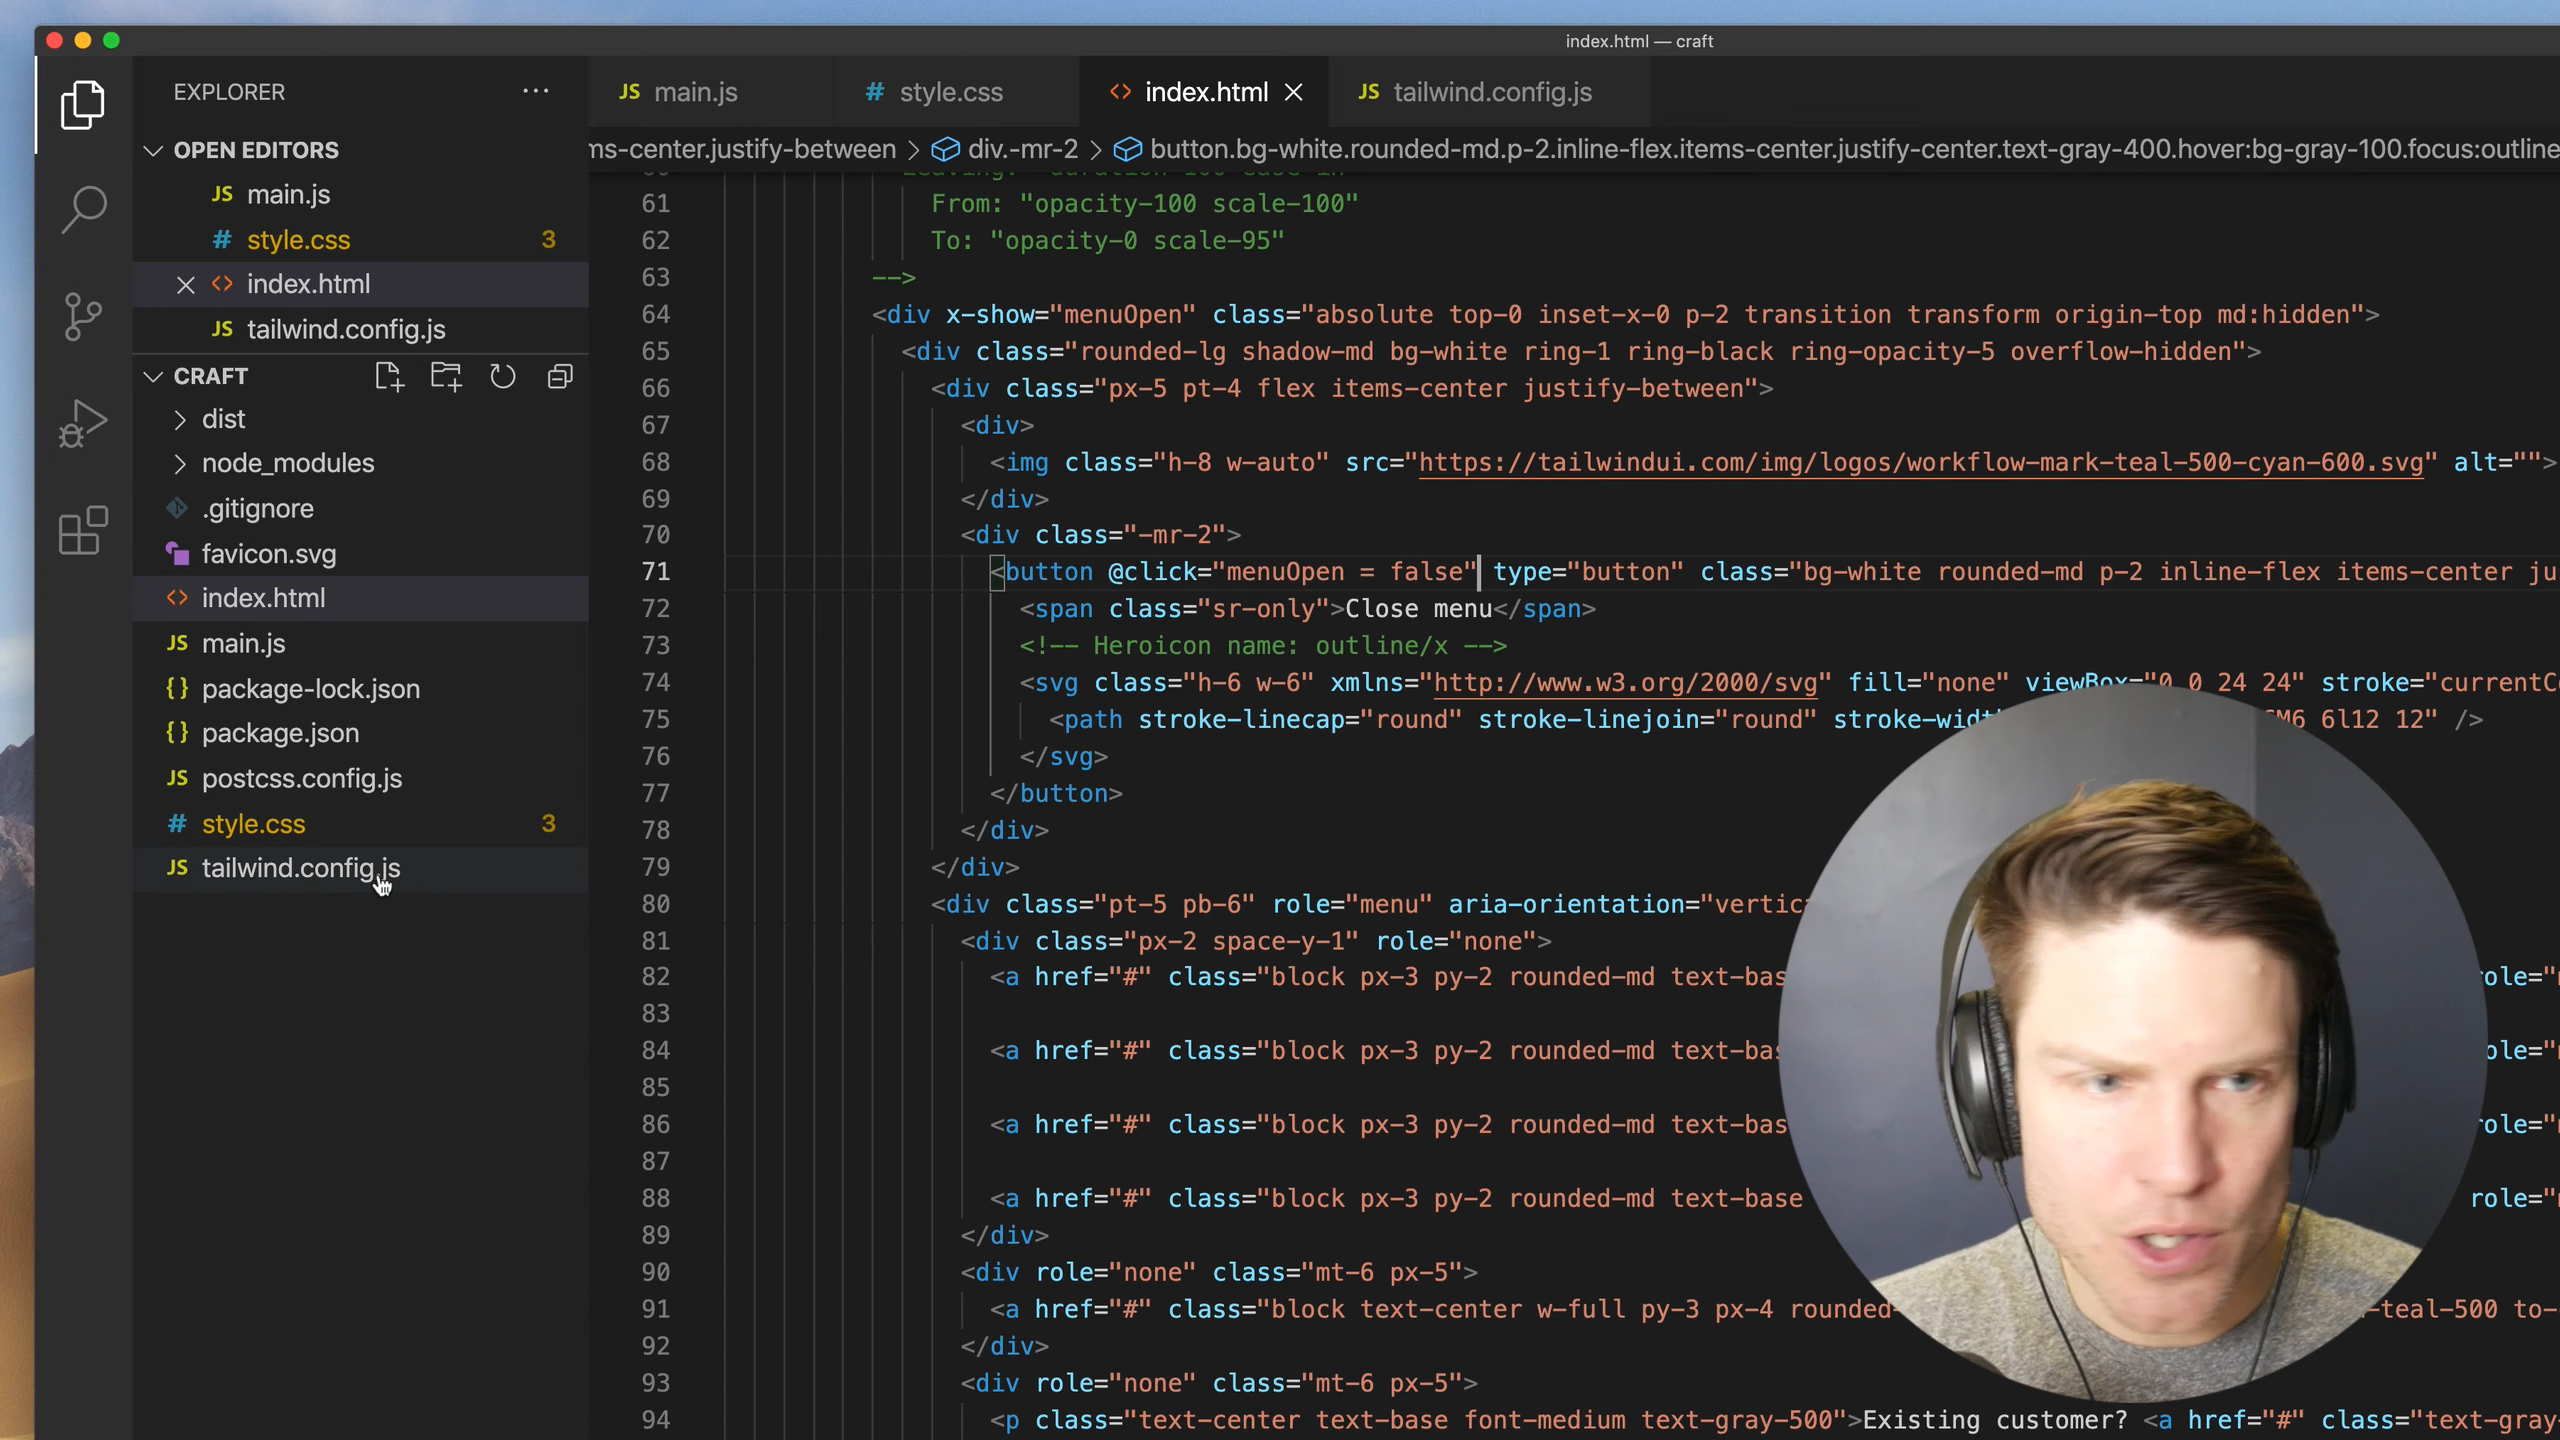 index.html — craft
EXPLORER
main.js
style.css
index.html
tailwind.config.js
ms-center.justify-between > div.-mr-2 > button.bg-white.rounded-md.p-2.inline-flex.items-center.justify-center.text-gray-400.hover:bg-gray-100.focus:outline
OPEN EDITORS
main.js
style.css 3
index.html
tailwind.config.js
CRAFT
dist
node_modules
.gitignore
favicon.svg
index.html
main.js
package-lock.json
package.json
postcss.config.js
style.css 3
tailwind.config.js
61 From: "opacity-100 scale-100"
62 To: "opacity-0 scale-95"
63 -->
64 <div x-show="menuOpen" class="absolute top-0 inset-x-0 p-2 transition transform origin-top md:hidden">
65 <div class="rounded-lg shadow-md bg-white ring-1 ring-black ring-opacity-5 overflow-hidden">
66 <div class="px-5 pt-4 flex items-center justify-between">
67 <div>
68 <img class="h-8 w-auto" src="https://tailwindui.com/img/logos/workflow-mark-teal-500-cyan-600.svg" alt="">
69 </div>
70 <div class="-mr-2">
71 <button @click="menuOpen = false" type="button" class="bg-white rounded-md p-2 inline-flex items-center ju
72 <span class="sr-only">Close menu</span>
73 <!-- Heroicon name: outline/x -->
74 <svg class="h-6 w-6" xmlns="http://www.w3.org/2000/svg" fill="none" viewBox="0 0 24 24" stroke="currentC
75 <path stroke-linecap="round" stroke-linejoin="round" stroke-widt 6M6 6l12 12" />
76 </svg>
77 </button>
78 </div>
79 </div>
80 <div class="pt-5 pb-6" role="menu" aria-orientation="vertica
81 <div class="px-2 space-y-1" role="none">
82 <a href="#" class="block px-3 py-2 rounded-md text-bas ole="
83
84 <a href="#" class="block px-3 py-2 rounded-md text-bas ole="
85
86 <a href="#" class="block px-3 py-2 rounded-md text-bas ole="
87
88 <a href="#" class="block px-3 py-2 rounded-md text-base role="
89 </div>
90 <div role="none" class="mt-6 px-5">
91 <a href="#" class="block text-center w-full py-3 px-4 rounded- -teal-500 to-
92 </div>
93 <div role="none" class="mt-6 px-5">
94 <p class="text-center text-base font-medium text-gray-500">Existing customer? <a href="#" class="text-gray-